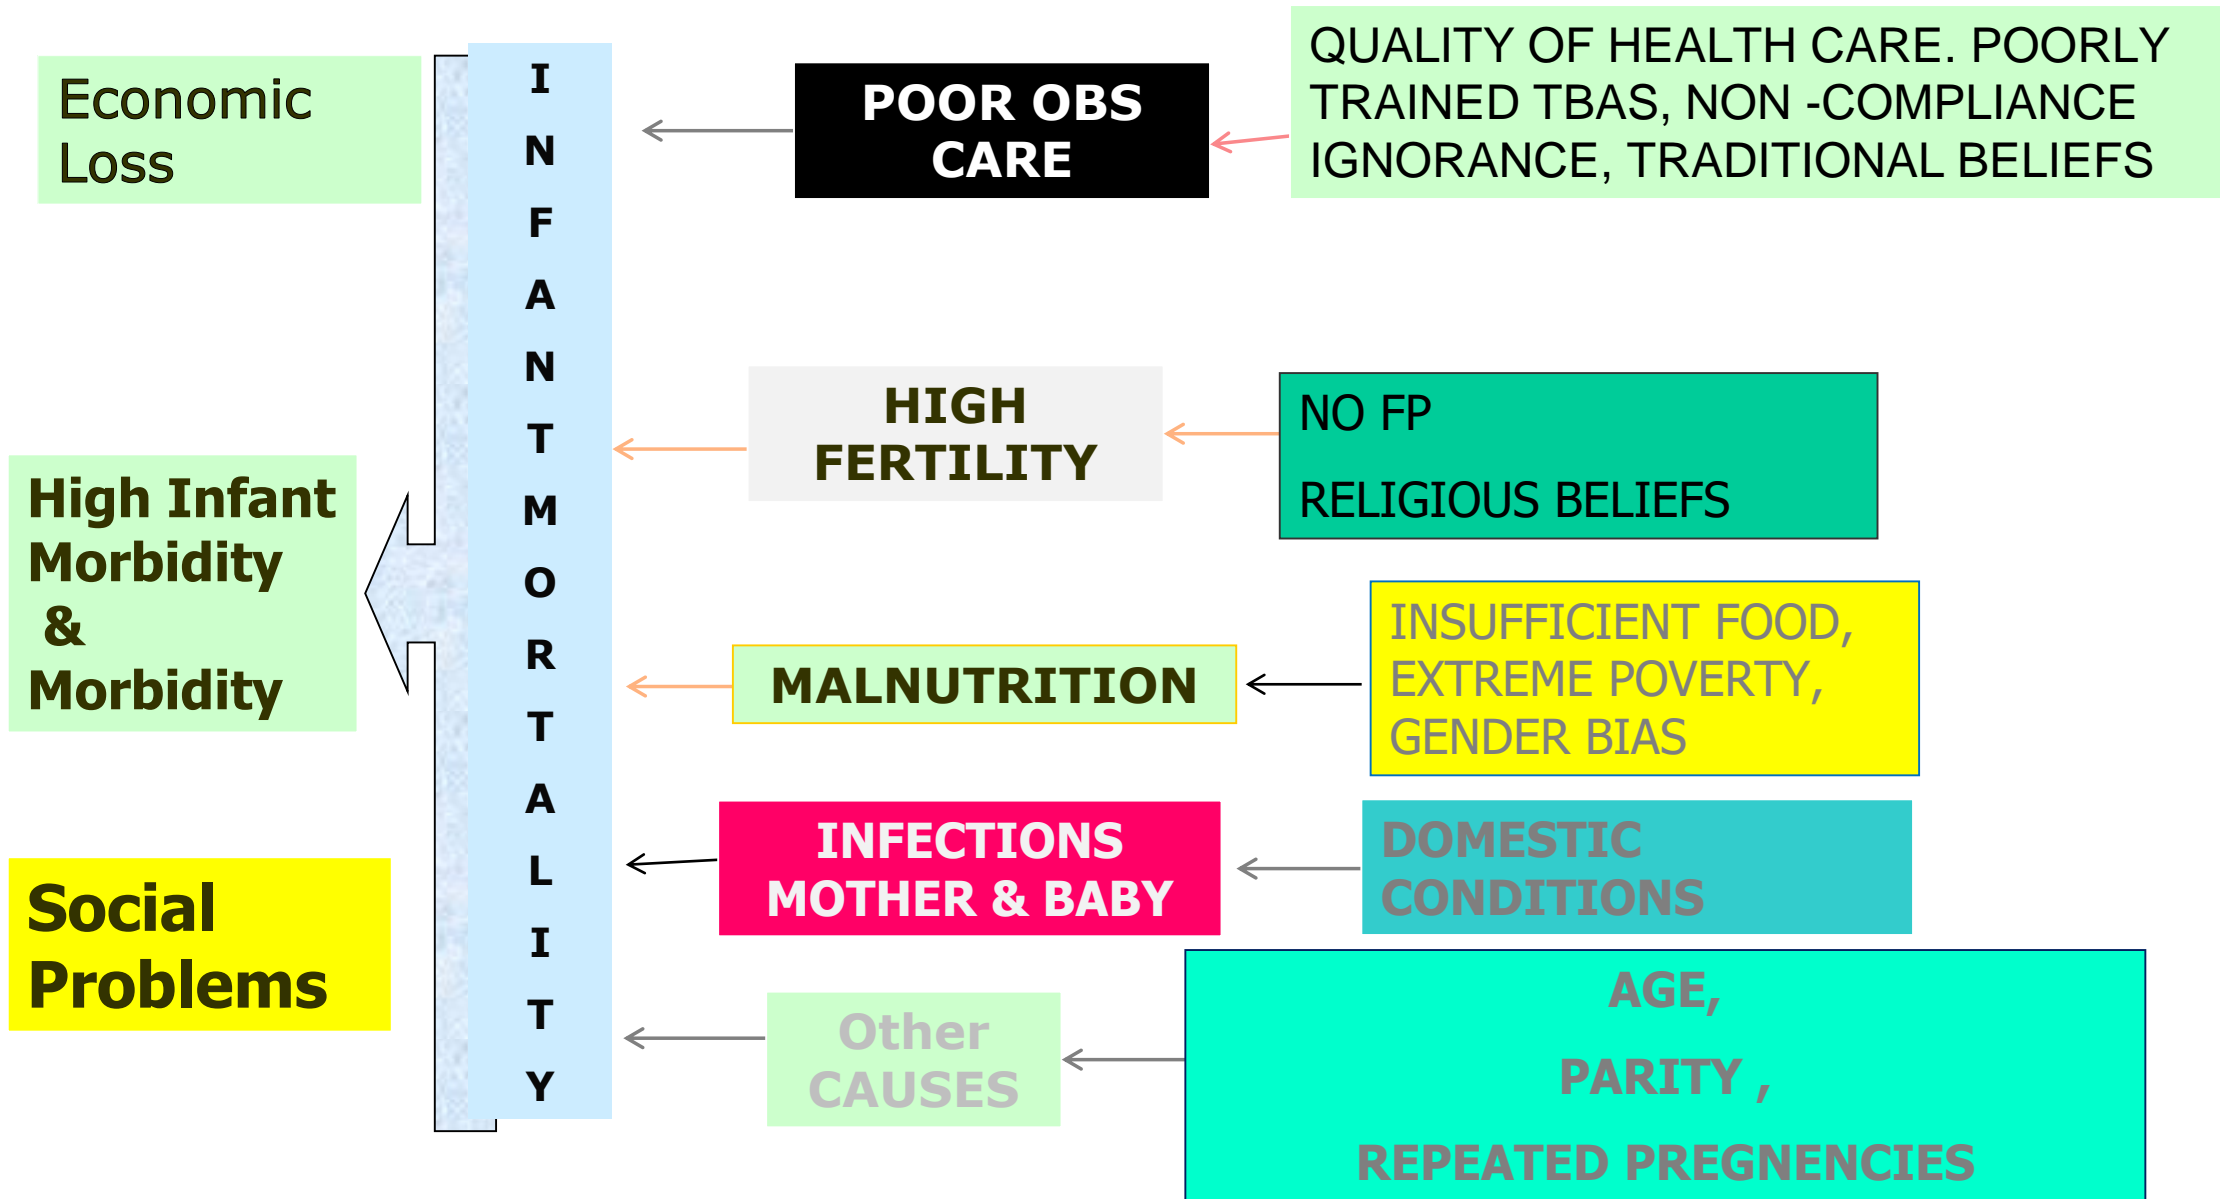 Economic
Loss
High Infant
Morbidity
&
Morbidity
Social
Problems
I
N
F
A
N
T
M
O
R
T
A
L
I
T
Y
POOR OBS
CARE
QUALITY OF HEALTH CARE. POORLY
TRAINED TBAS, NON -COMPLIANCE
IGNORANCE, TRADITIONAL BELIEFS
HIGH
FERTILITY
NO FP
RELIGIOUS BELIEFS
MALNUTRITION
INSUFFICIENT FOOD,
EXTREME POVERTY,
GENDER BIAS
INFECTIONS
MOTHER & BABY
DOMESTIC
CONDITIONS
Other
CAUSES
AGE,
PARITY ,
REPEATED PREGNENCIES